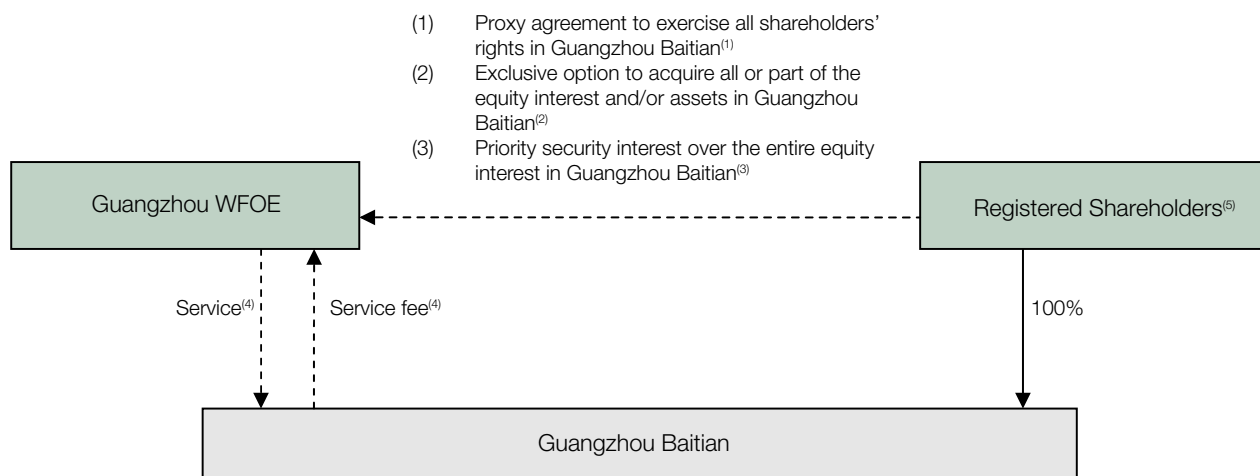 (1) Proxy agreement to exercise all shareholders’
rights in Guangzhou Baitian(1)
(2) Exclusive option to acquire all or part of the
equity interest and/or assets in Guangzhou
Baitian(2)
(3) Priority security interest over the entire equity
interest in Guangzhou Baitian(3)
Guangzhou WFOE
Registered Shareholders(5)
Service(4)
Service fee(4)
100%
Guangzhou Baitian